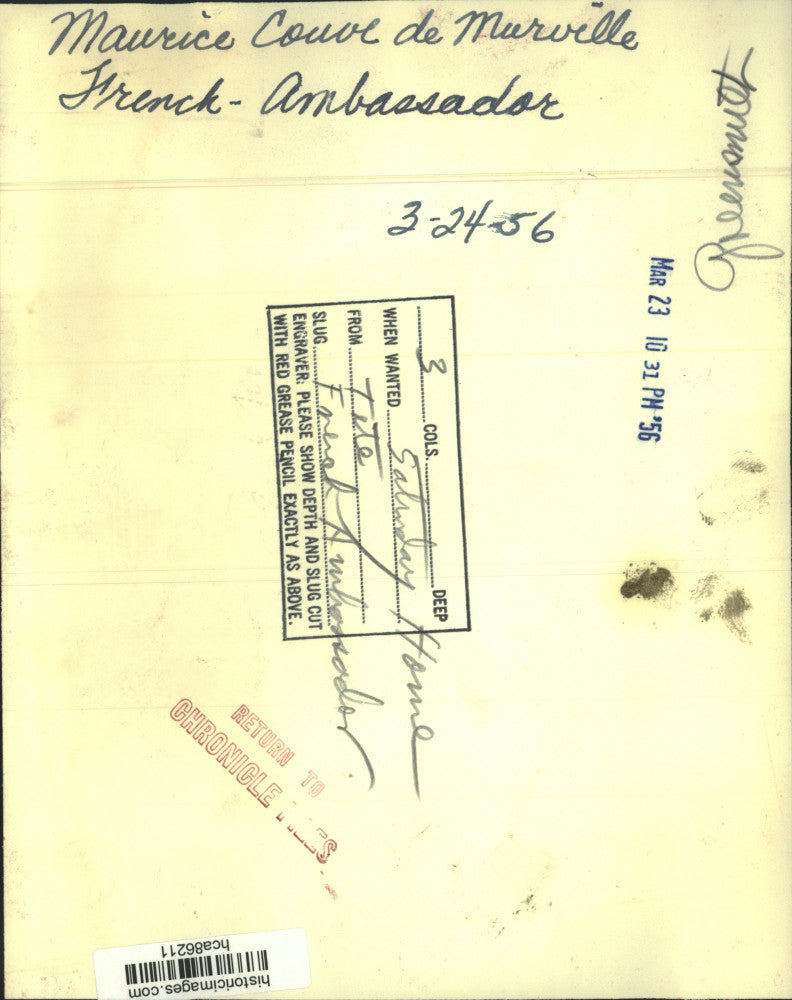 Maurice Couve de Murville
French - Ambassador
3-24-56
MAR 23 10 31 PM '56
3 COLS. DEEP
WHEN WANTED Saturday Home
FROM Tete
SLUG French Ambassador
ENGRAVER: PLEASE SHOW DEPTH AND SLUG CUT
WITH RED GREASE PENCIL EXACTLY AS ABOVE.
RETURN TO
CHRONICLE
historicimages.com
hca86211